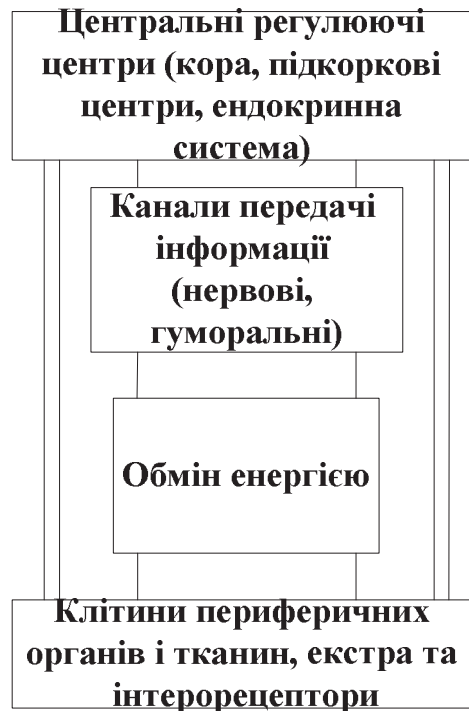 Центральні регулюючі
центри (кора, підкоркові
центри, ендокринна
система)
Канали передачі
інформації
(нервові,
гуморальні)
Обмін енергією
Клітини периферичних
органів і тканин, екстра та
інтерорецептори